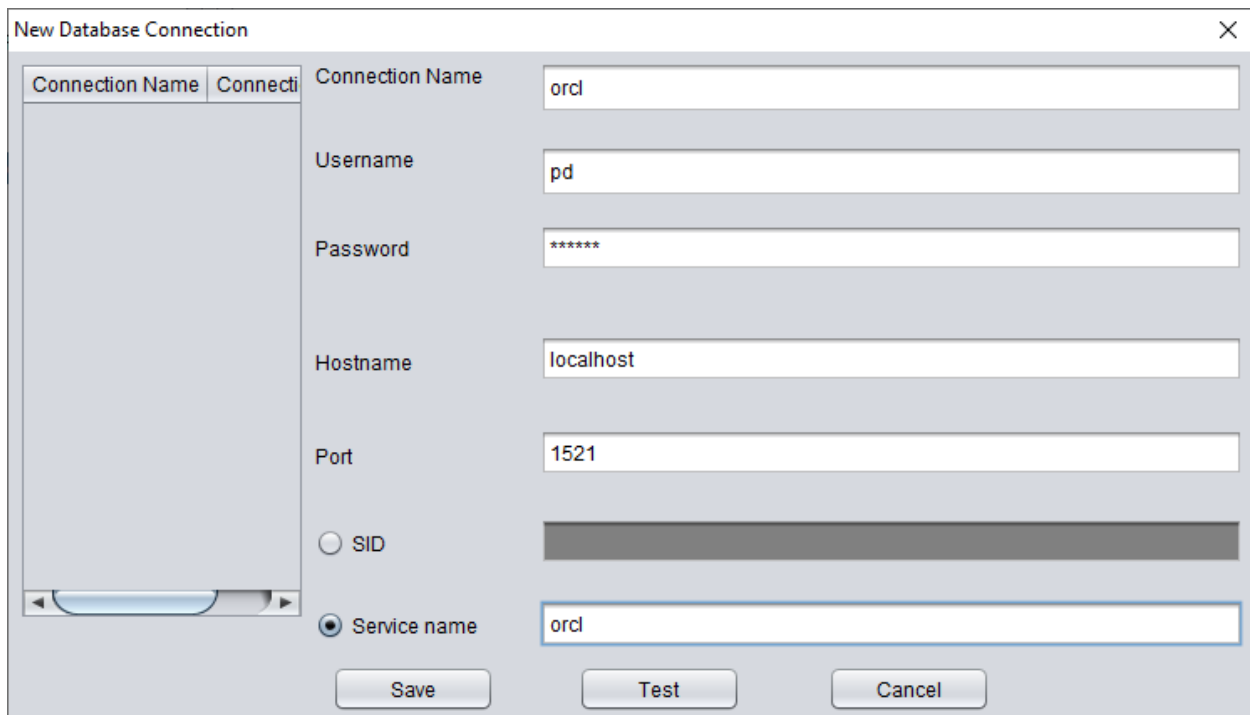 New Database Connection
Connection Name Connecti
Connection Name orcl
Username pd
Password ******
Hostname localhost
Port 1521
SID
Service name orcl
Save Test Cancel